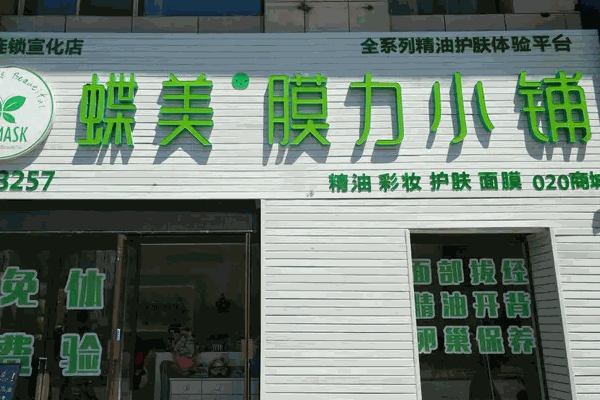 连锁宣化店
全系列精油护肤体验平台
Beautiful
MASK
蝶美 膜力小铺
3257
精油 彩妆 护肤 面膜 020商城
免 体
费 验
面部拨经
精油开背
卵巢保养